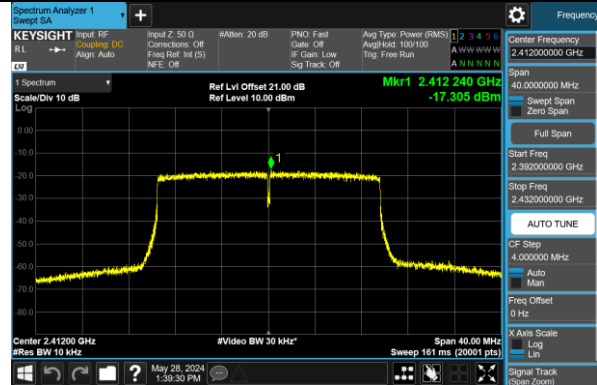 Spectrum Analyzer 1
Swept SA
Frequency
KEYSIGHT
RL
LXI
Input: RF
Coupling: DC
Align: Auto
Input Z: 50 Ω
Corrections: Off
Freq Ref: Int (S)
NFE: Off
#Atten: 20 dB
PNO: Fast
Gate: Off
IF Gain: Low
Sig Track: Off
Avg Type: Power (RMS)
Avg|Hold: 100/100
Trig: Free Run
1 2 3 4 5 6
A W W W W W
A N N N N N
1 Spectrum
Scale/Div 10 dB
Log
Ref Lvl Offset 21.00 dB
Ref Level 10.00 dBm
Mkr1 2.412 240 GHz
-17.305 dBm
0.00
-10.0
-20.0
-30.0
-40.0
-50.0
-60.0
-70.0
-80.0
1
Center 2.41200 GHz
#Res BW 10 kHz
#Video BW 30 kHz*
Span 40.00 MHz
Sweep 161 ms (20001 pts)
May 28, 2024
1:39:30 PM
Center Frequency
2.412000000 GHz
Span
40.0000000 MHz
Swept Span
Zero Span
Full Span
Start Freq
2.392000000 GHz
Stop Freq
2.432000000 GHz
AUTO TUNE
CF Step
4.000000 MHz
Auto
Man
Freq Offset
0 Hz
X Axis Scale
Log
Lin
Signal Track
(Span Zoom)